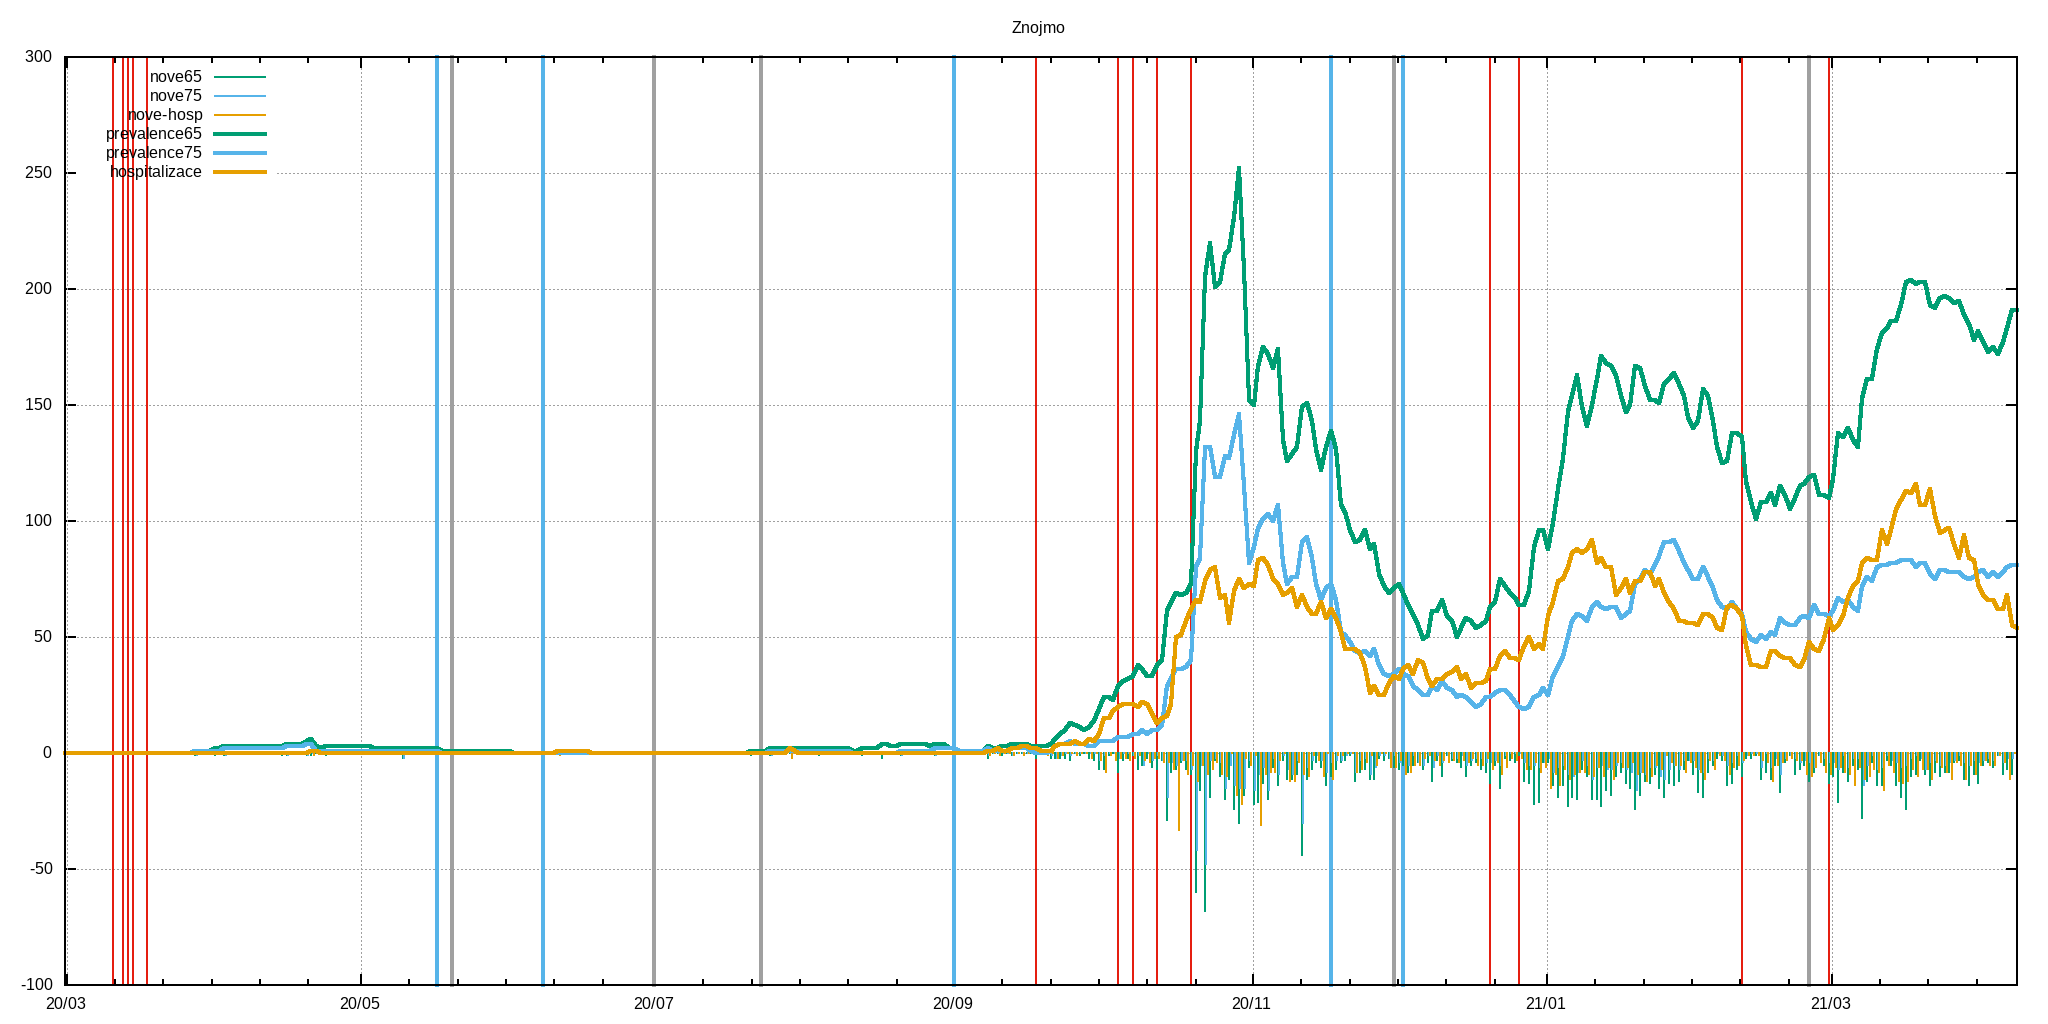 Znojmo
300
250
200
150
100
50
0
-50
-100
nove65
nove75
nove-hosp
prevalence65
prevalence75
hospitalizace
20/03 20/05 20/07 20/09 20/11 21/01 21/03